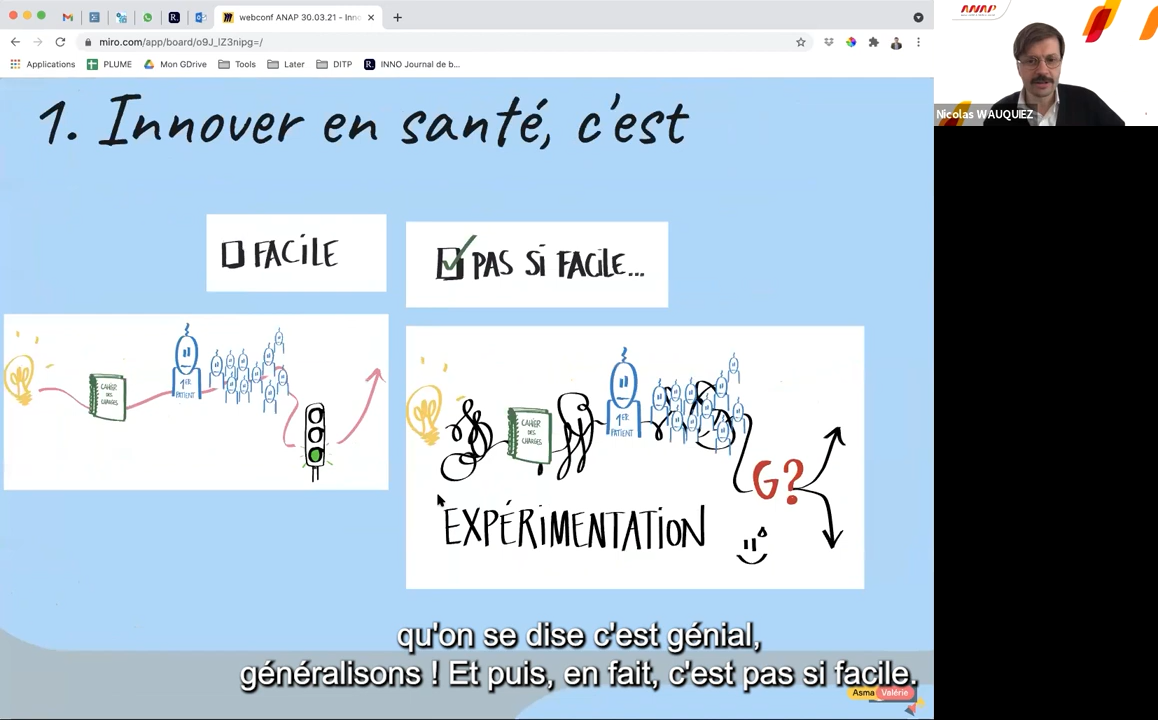 webconf ANAP 30.03.21 - Inno
miro.com/app/board/o9J_lZ3nipg=/
Applications
PLUME
Mon GDrive
Tools
Later
DITP
INNO Journal de b...
ANAP
Nicolas WAUQUIEZ
1. Innover en santé, c'est
FACILE
PAS Si FACiLE...
CAHIER
DES
CHARGES
1ER
PATIENT
CAHIER
DES
CHARGES
1ER
PATIENT
G?
EXPÉRiMENTATiON
qu'on se dise c'est génial,
généralisons ! Et puis, en fait, c'est pas si facile.
Asma Valérie